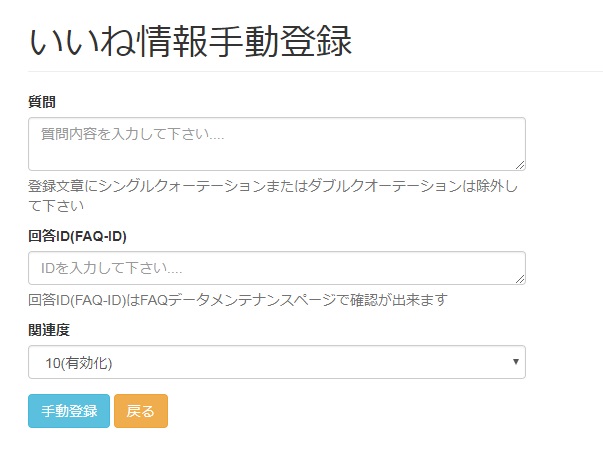 いいね情報手動登録
質問
質問内容を入力して下さい....
登録文章にシングルクォーテーションまたはダブルクオーテーションは除外し
て下さい
回答ID(FAQ-ID)
IDを入力して下さい....
回答ID(FAQ-ID)はFAQデータメンテナンスページで確認が出来ます
関連度
10(有効化)
手動登録 戻る